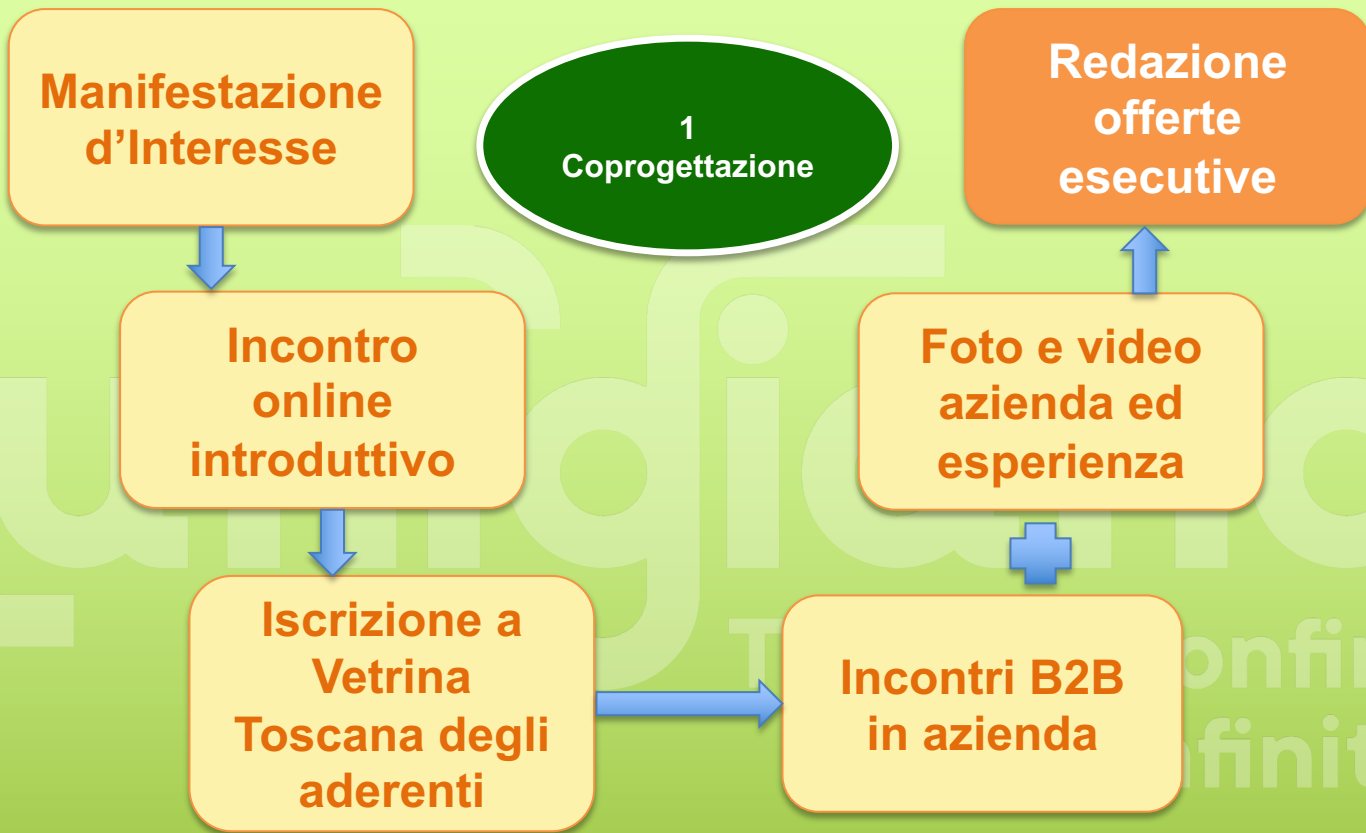 Manifestazione
d’Interesse
1
Coprogettazione
Redazione
offerte
esecutive
Incontro
online
introduttivo
Foto e video
azienda ed
esperienza
Iscrizione a
Vetrina
Toscana degli
aderenti
Incontri B2B
in azienda